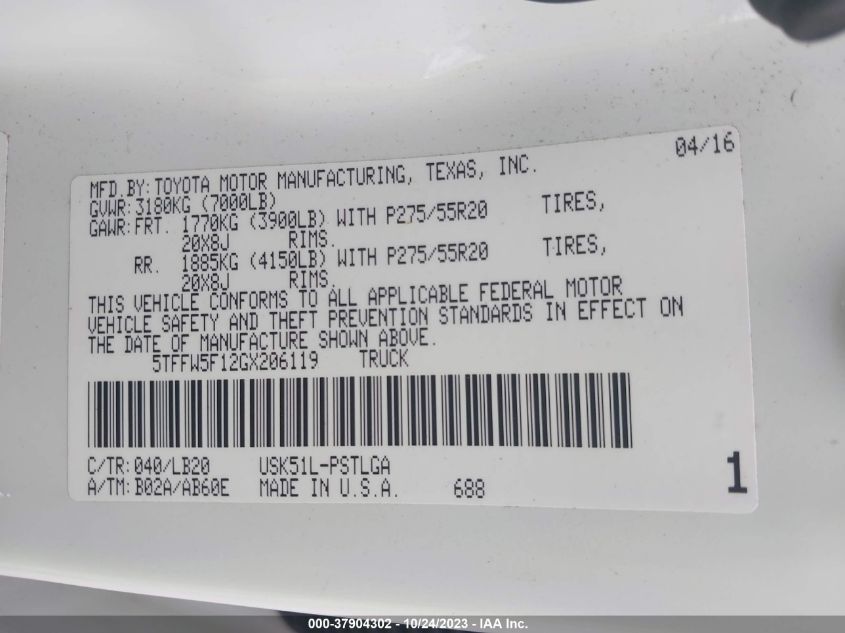 04/16
MFD.BY:TOYOTA MOTOR MANUFACTURING, TEXAS, INC.
GVWR:3180KG (7000LB)
GAWR:FRT. 1770KG (3900LB) WITH P275/55R20 TIRES,
20X8J RIMS.
RR. 1885KG (4150LB) WITH P275/55R20 TIRES,
20X8J RIMS.
THIS VEHICLE CONFORMS TO ALL APPLICABLE FEDERAL MOTOR
VEHICLE SAFETY AND THEFT PREVENTION STANDARDS IN EFFECT ON
THE DATE OF MANUFACTURE SHOWN ABOVE.
5TFFW5F12GX206119 TRUCK
C/TR:040/LB20 USK51L-PSTLGA
A/TM:B02A/AB60E MADE IN U.S.A. 688
1
000-37904302 - 10/24/2023 - IAA Inc.